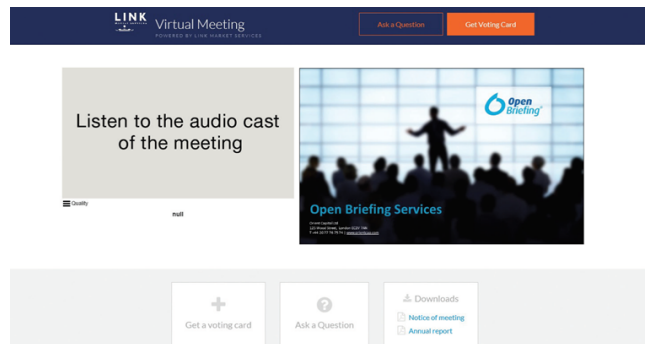 LINK
Virtual Meeting
POWERED BY LINK MARKET SERVICES
Ask a Question
Get Voting Card
Listen to the audio cast
of the meeting
Quality
null
Open
Briefing
Open Briefing Services
Get a voting card
Ask a Question
Downloads
Notice of meeting
Annual report